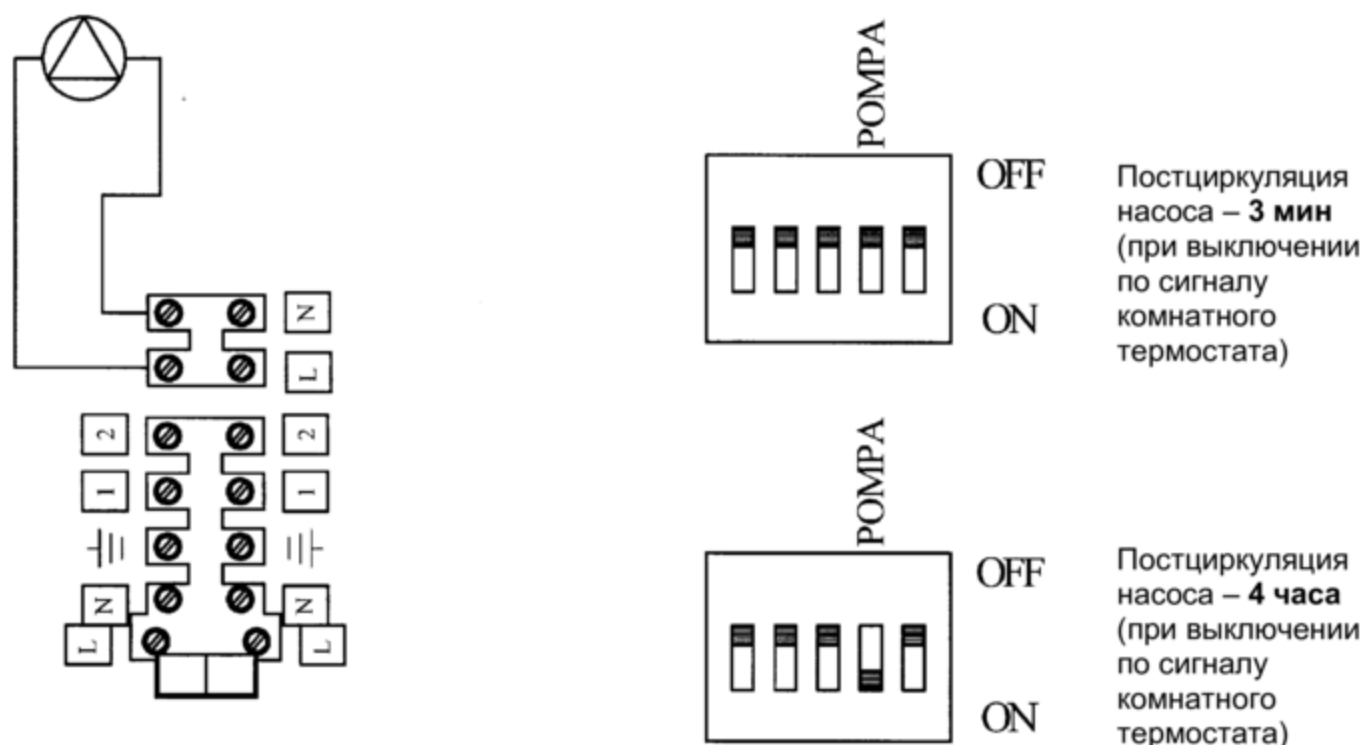 N
L
2 2
1 1
N N
L L
POMPA
OFF
ON
Постциркуляция
насоса – 3 мин
(при выключении
по сигналу
комнатного
термостата)
POMPA
OFF
ON
Постциркуляция
насоса – 4 часа
(при выключении
по сигналу
комнатного
термостата)